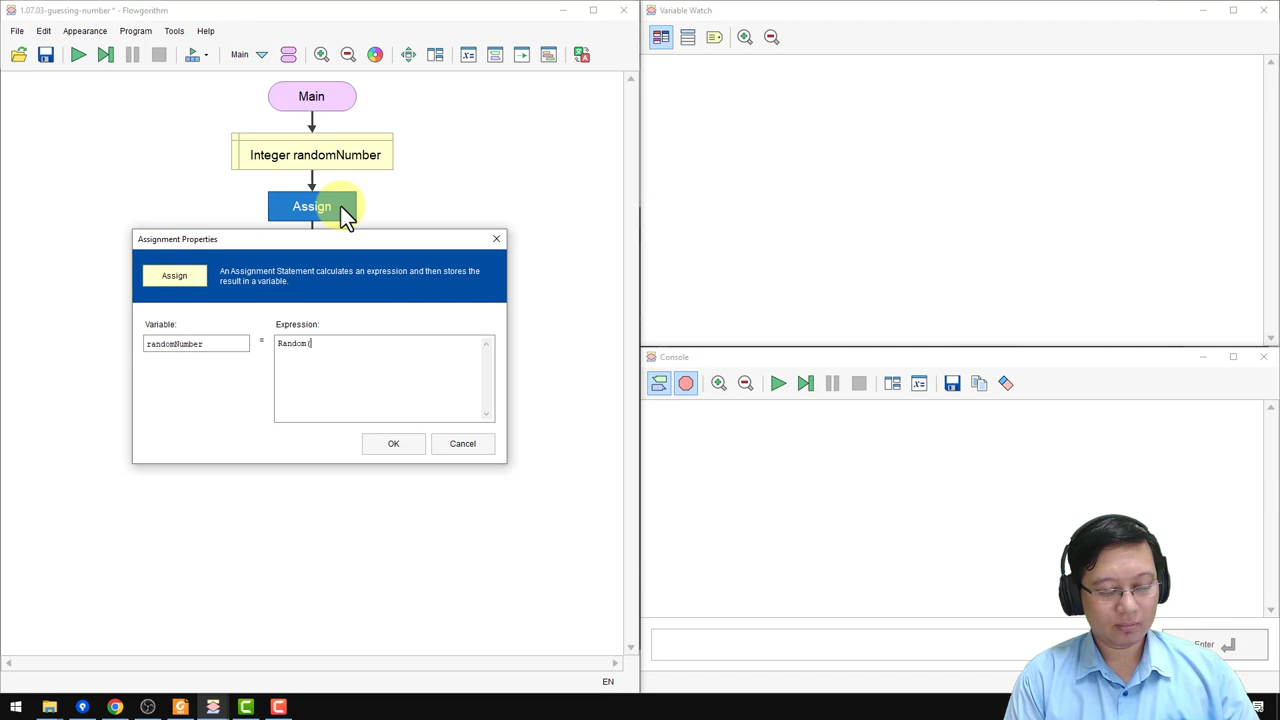 1.07.03-guessing-number * - Flowgorithm
File Edit Appearance Program Tools Help
Main
Main
Integer randomNumber
Assign
Assignment Properties
Assign
An Assignment Statement calculates an expression and then stores the
result in a variable.
Variable:
Expression:
randomNumber
=
Random(
OK
Cancel
EN
Variable Watch
Console
Enter